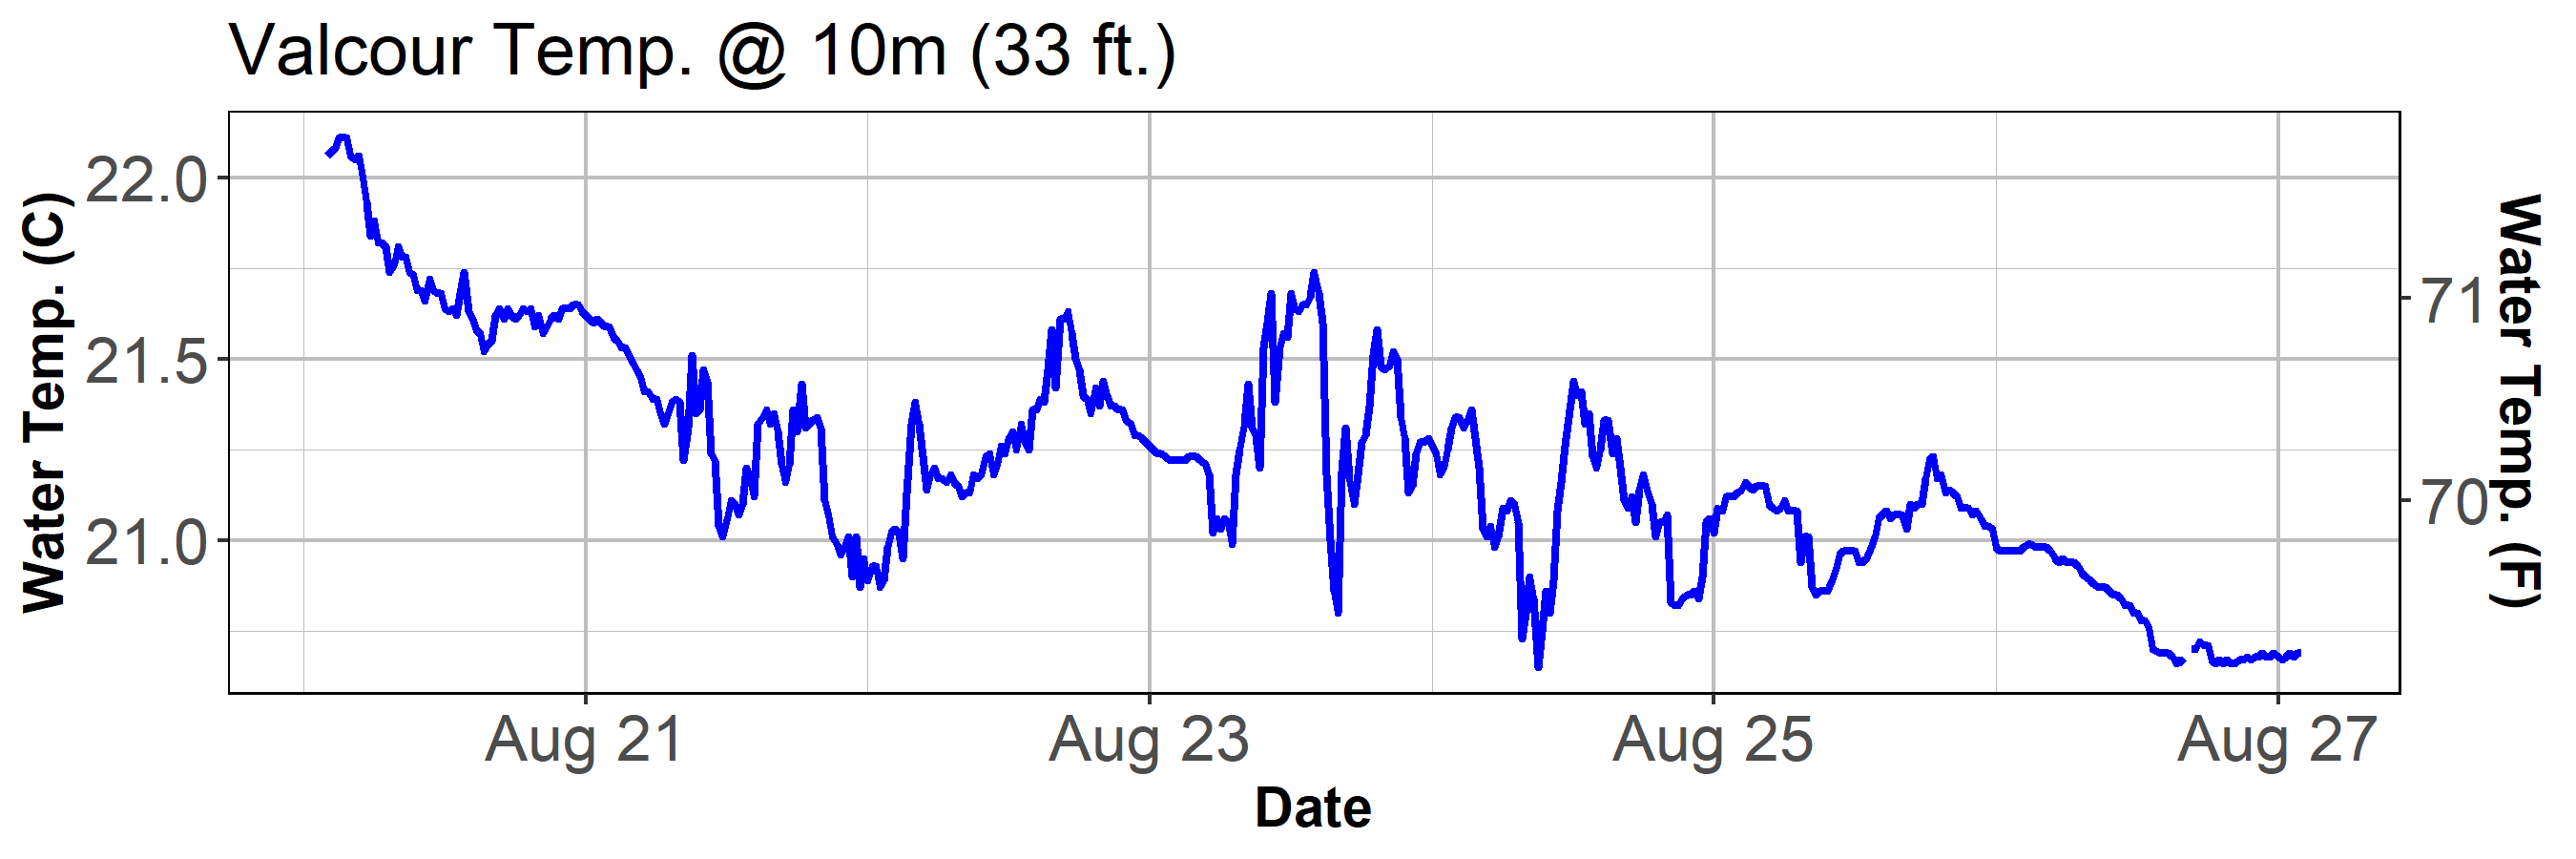 Valcour Temp. @ 10m (33 ft.)
Water Temp. (C)
22.0
21.5
21.0
71
70
Water Temp. (F)
Aug 21
Aug 23
Aug 25
Aug 27
Date